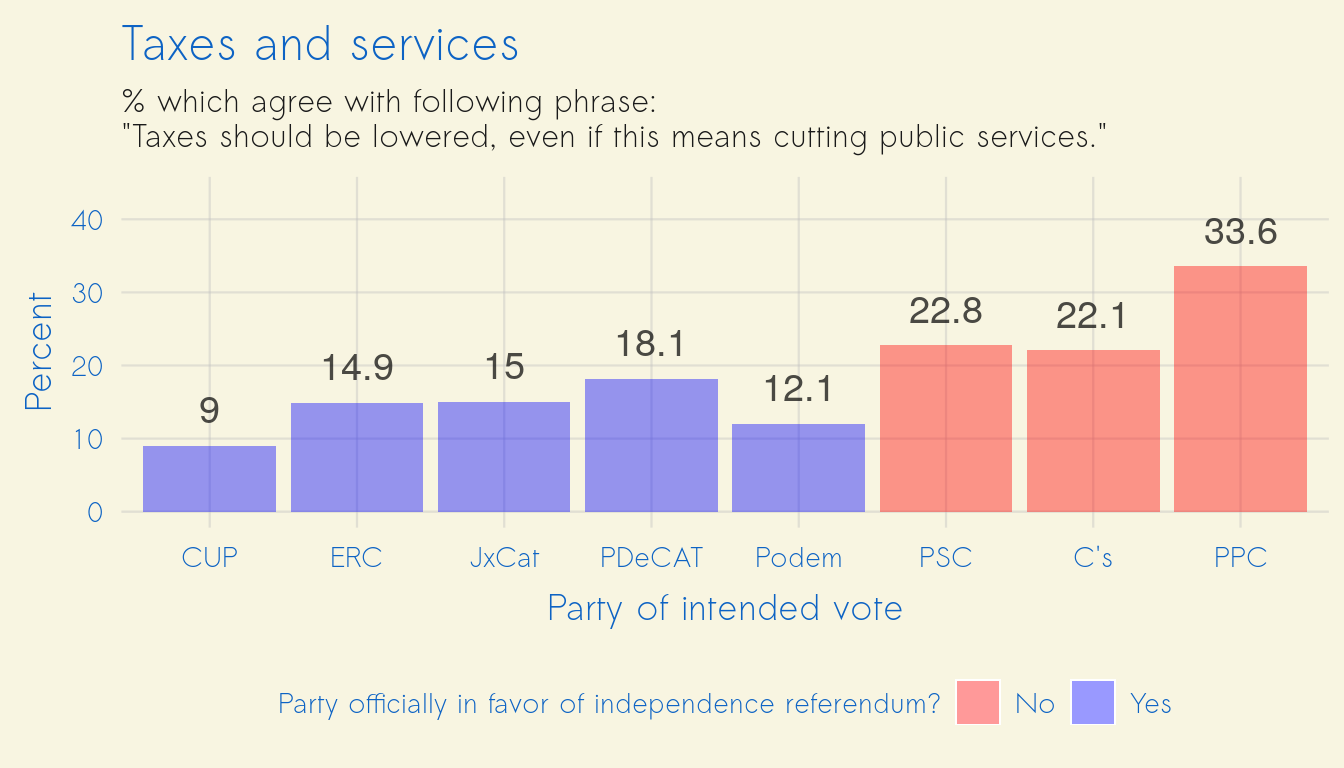 Taxes and services
% which agree with following phrase:
"Taxes should be lowered, even if this means cutting public services."
40
30
20
10
0
Percent
9
14.9
15
18.1
12.1
22.8
22.1
33.6
CUP
ERC
JxCat
PDeCAT
Podem
PSC
C's
PPC
Party of intended vote
Party officially in favor of independence referendum? No Yes